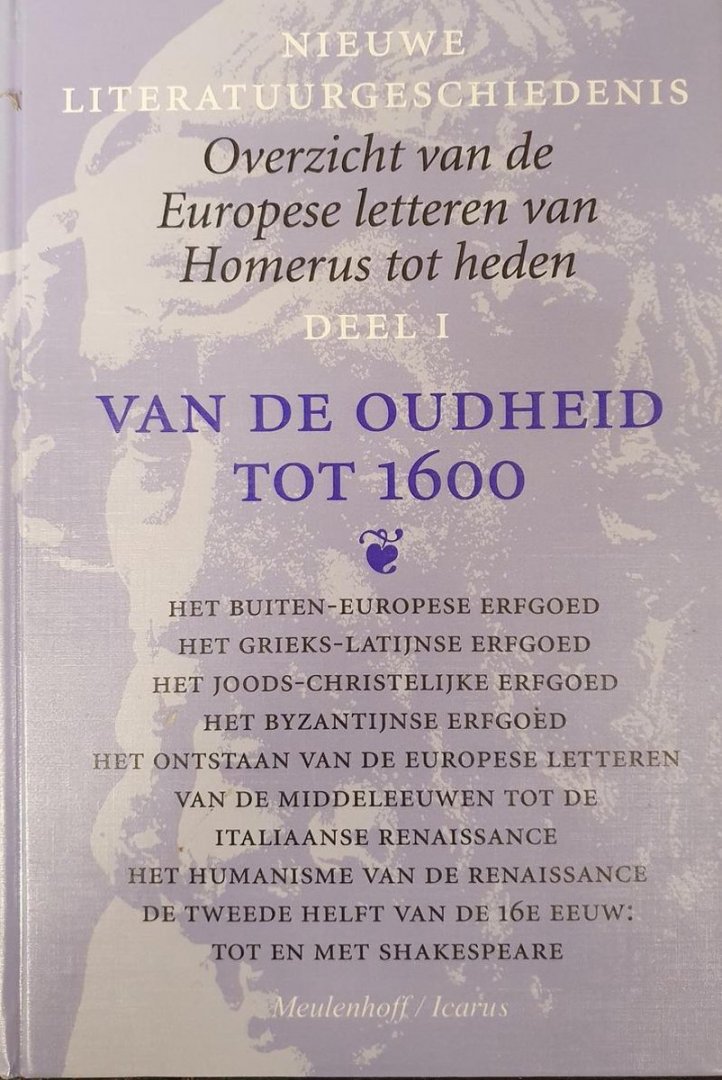 NIEUWE
LITERATUURGESCHIEDENIS
Overzicht van de
Europese letteren van
Homerus tot heden
DEEL I
VAN DE OUDHEID
TOT 1600
HET BUITEN-EUROPESE ERFGOED
HET GRIEKS-LATIJNSE ERFGOED
HET JOODS-CHRISTELIJKE ERFGOED
HET BYZANTIJNSE ERFGOED
HET ONTSTAAN VAN DE EUROPESE LETTEREN
VAN DE MIDDELEEUWEN TOT DE
ITALIAANSE RENAISSANCE
HET HUMANISME VAN DE RENAISSANCE
DE TWEEDE HELFT VAN DE 16E EEUW:
TOT EN MET SHAKESPEARE
Meulenhoff / Icarus